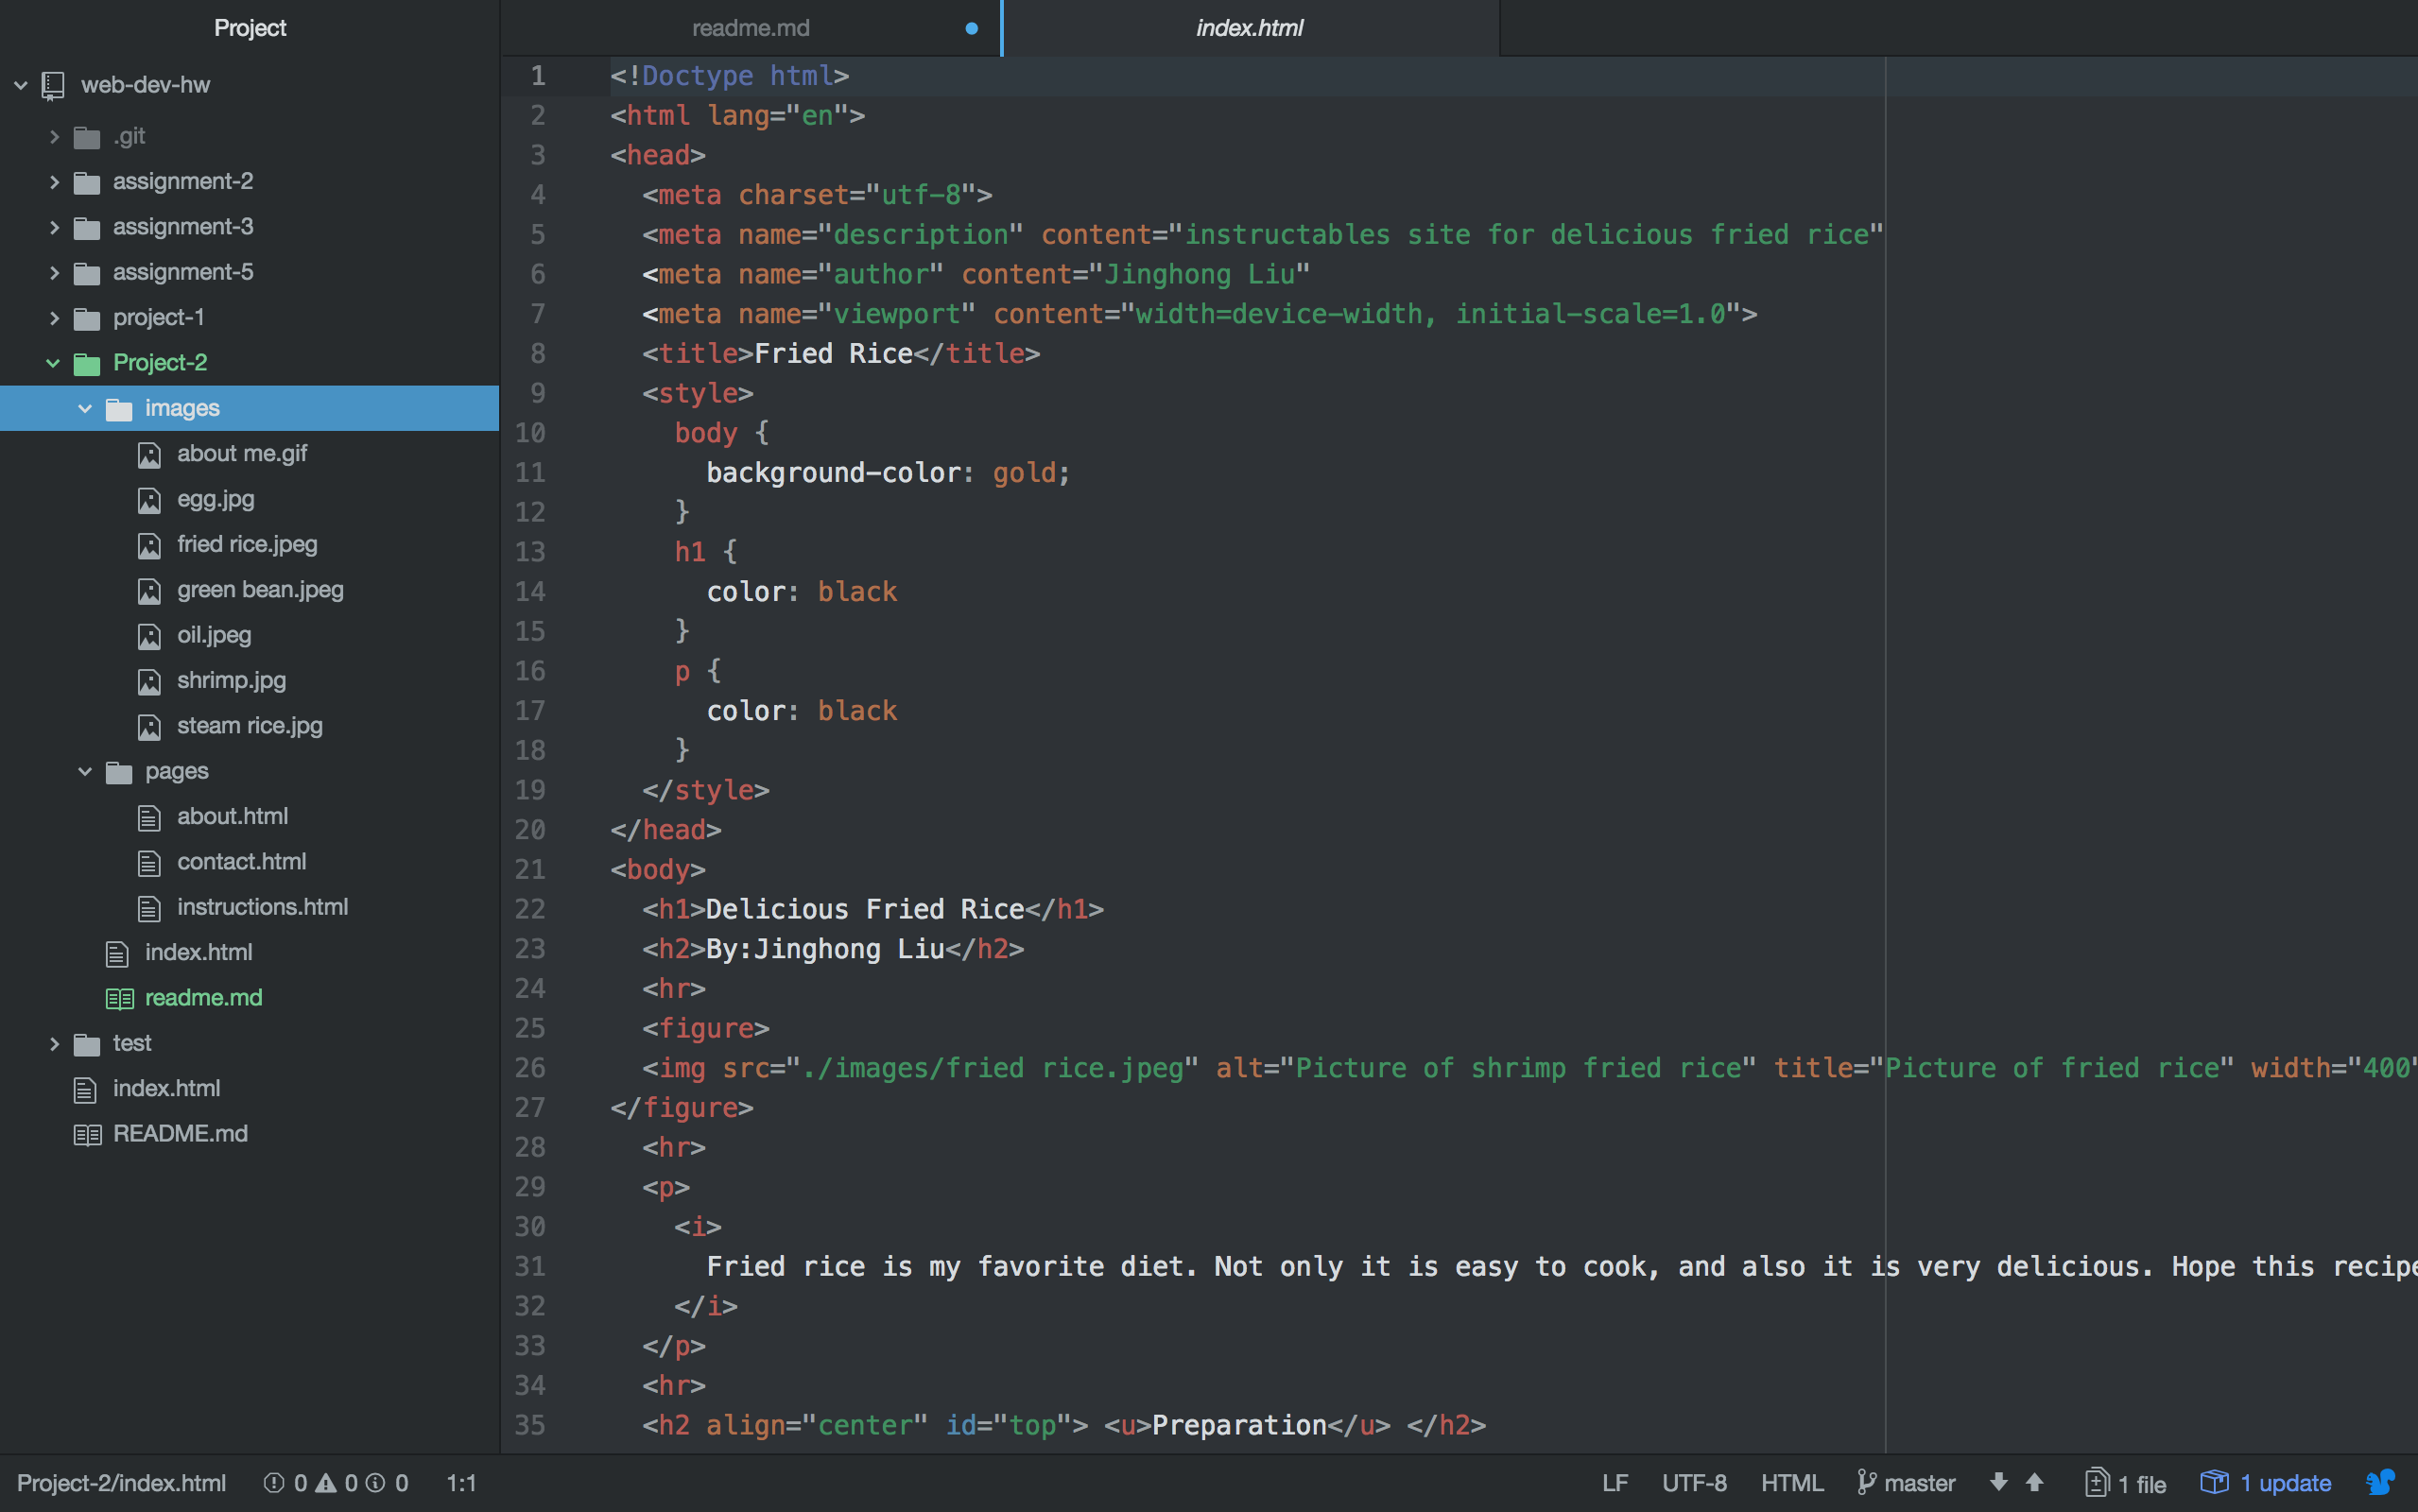 Project
web-dev-hw
.git
assignment-2
assignment-3
assignment-5
project-1
Project-2
images
about me.gif
egg.jpg
fried rice.jpeg
green bean.jpeg
oil.jpeg
shrimp.jpg
steam rice.jpg
pages
about.html
contact.html
instructions.html
index.html
readme.md
test
index.html
README.md
readme.md
index.html
1 <!Doctype html>
2 <html lang="en">
3 <head>
4 <meta charset="utf-8">
5 <meta name="description" content="instructables site for delicious fried rice"
6 <meta name="author" content="Jinghong Liu"
7 <meta name="viewport" content="width=device-width, initial-scale=1.0">
8 <title>Fried Rice</title>
9 <style>
10 body {
11 background-color: gold;
12 }
13 h1 {
14 color: black
15 }
16 p {
17 color: black
18 }
19 </style>
20 </head>
21 <body>
22 <h1>Delicious Fried Rice</h1>
23 <h2>By:Jinghong Liu</h2>
24 <hr>
25 <figure>
26 <img src="./images/fried rice.jpeg" alt="Picture of shrimp fried rice" title="Picture of fried rice" width="400"
27 </figure>
28 <hr>
29 <p>
30 <i>
31 Fried rice is my favorite diet. Not only it is easy to cook, and also it is very delicious. Hope this recipe
32 </i>
33 </p>
34 <hr>
35 <h2 align="center" id="top"> <u>Preparation</u> </h2>
Project-2/index.html 0 0 0 1:1 LF UTF-8 HTML master 1 file 1 update